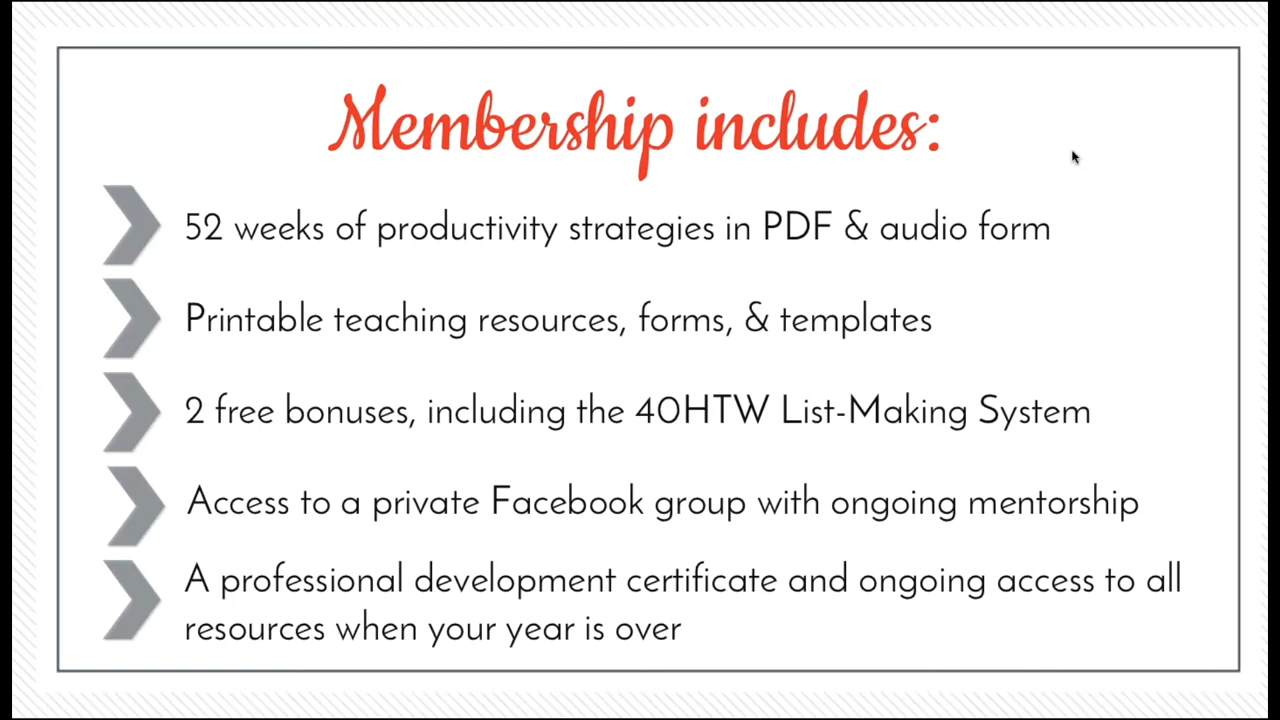 Membership includes:
52 weeks of productivity strategies in PDF & audio form
Printable teaching resources, forms, & templates
2 free bonuses, including the 40HTW List-Making System
Access to a private Facebook group with ongoing mentorship
A professional development certificate and ongoing access to all
resources when your year is over